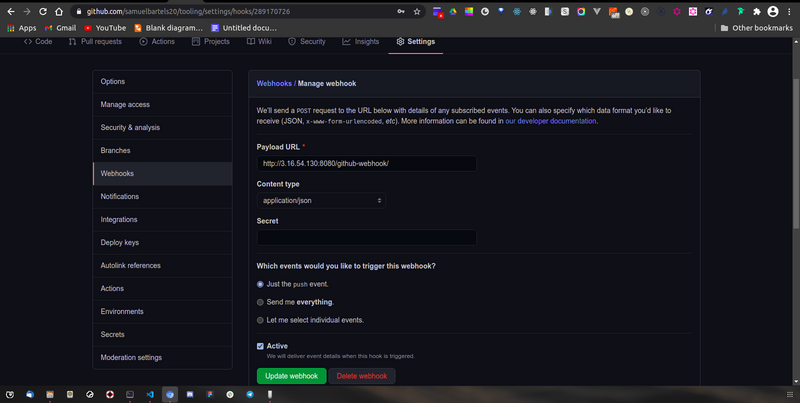 github.com/samuelbartels20/tooling/settings/hooks/289170726
Apps Gmail YouTube Blank diagram... Untitled docu... Other bookmarks
Code Pull requests Actions Projects Wiki Security Insights Settings
Options
Manage access
Security & analysis
Branches
Webhooks
Notifications
Integrations
Deploy keys
Autolink references
Actions
Environments
Secrets
Moderation settings
Webhooks / Manage webhook
We'll send a POST request to the URL below with details of any subscribed events. You can also specify which data format you'd like to
receive (JSON, x-www-form-urlencoded, etc). More information can be found in our developer documentation.
Payload URL *
http://3.16.54.130:8080/github-webhook/
Content type
application/json
Secret
Which events would you like to trigger this webhook?
Just the push event.
Send me everything.
Let me select individual events.
Active
We will deliver event details when this hook is triggered.
Update webhook Delete webhook